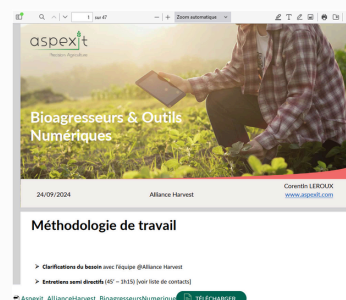 1 sur 47
Zoom automatique
aspexit
Precision Agriculture
Bioagresseurs & Outils
Numériques
24/09/2024
Alliance Harvest
Corentin LEROUX
www.aspexit.com
Méthodologie de travail
➤ Clarifications du besoin avec l'équipe @Alliance Harvest
➤ Entretiens semi directifs (45' – 1h15) [voir liste de contacts]
Aspexit_AllianceHarvest_BioagresseursNumerique
TÉLÉCHARGER